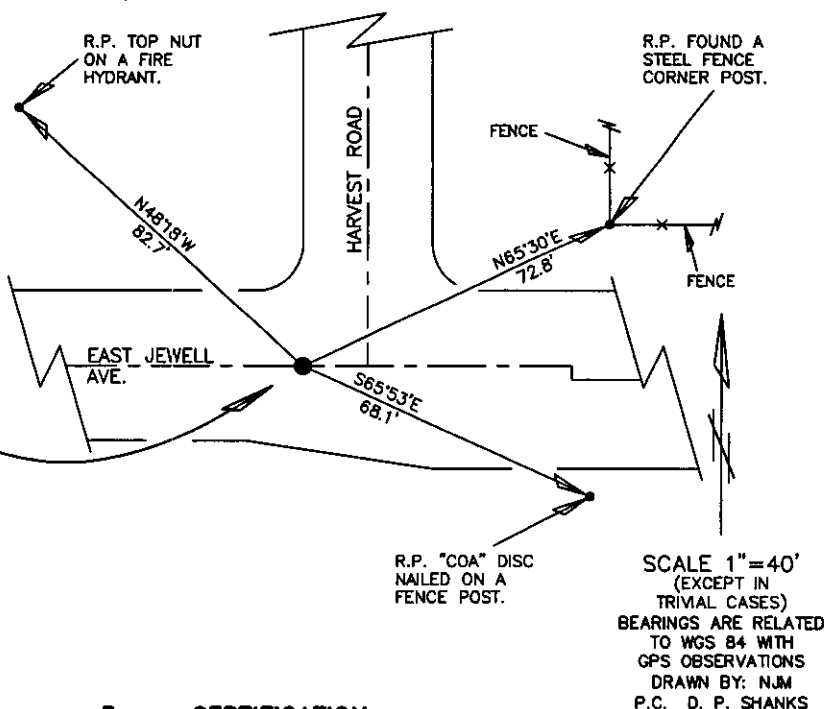 R.P. TOP NUT
ON A FIRE
HYDRANT.
R.P. FOUND A
STEEL FENCE
CORNER POST.
FENCE
HARVEST ROAD
N48°18'W
82.7'
N65°30'E
72.8'
FENCE
EAST JEWELL
AVE.
S65°53'E
68.1'
R.P. "COA" DISC
NAILED ON A
FENCE POST.
SCALE 1"=40'
(EXCEPT IN
TRIVIAL CASES)
BEARINGS ARE RELATED
TO WGS 84 WITH
GPS OBSERVATIONS
DRAWN BY: NJM
P.C. D. P. SHANKS